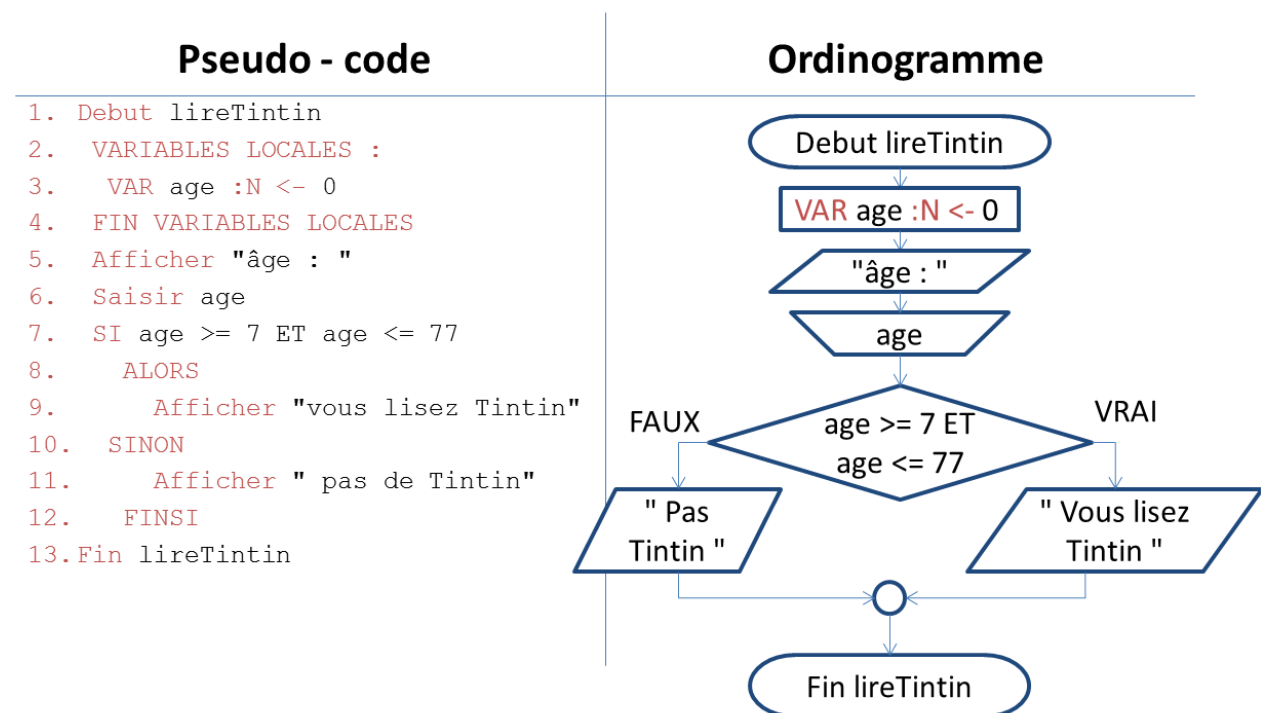 Pseudo - code
1. Debut lireTintin
2. VARIABLES LOCALES :
3. VAR age :N <- 0
4. FIN VARIABLES LOCALES
5. Afficher "âge : "
6. Saisir age
7. SI age >= 7 ET age <= 77
8. ALORS
9. Afficher "vous lisez Tintin"
10. SINON
11. Afficher " pas de Tintin"
12. FINSI
13. Fin lireTintin
Ordinogramme
Debut lireTintin
VAR age :N <- 0
"âge : "
age
age >= 7 ET
age <= 77
FAUX
VRAI
" Pas
Tintin "
" Vous lisez
Tintin "
Fin lireTintin